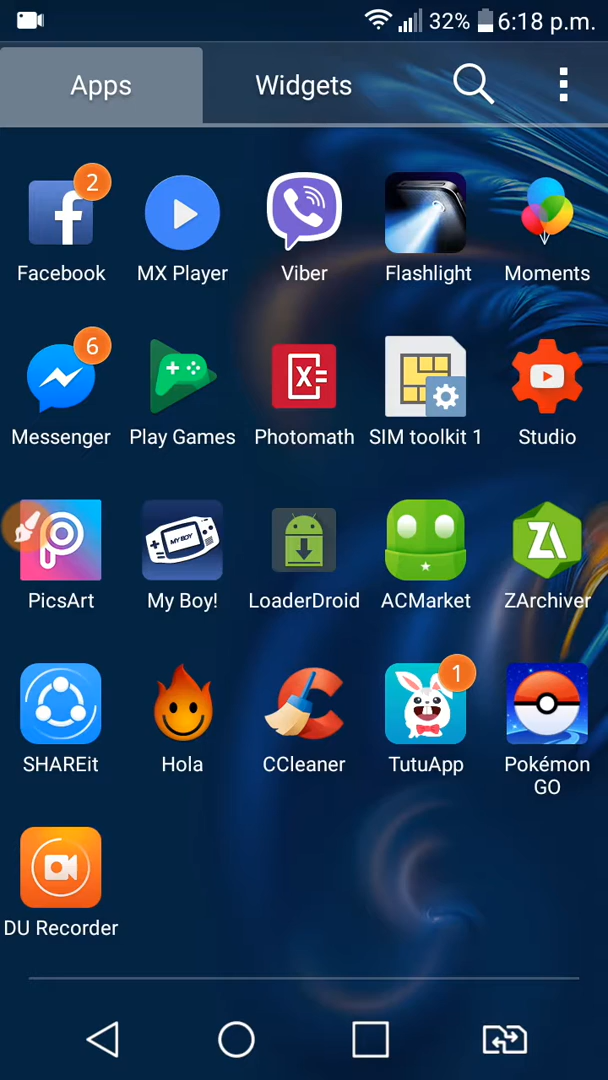 32% 6:18 p.m.
Apps Widgets
2
Facebook MX Player Viber Flashlight Moments
6
Messenger Play Games Photomath SIM toolkit 1 Studio
MY BOY!
PicsArt My Boy! LoaderDroid ACMarket ZArchiver
1
SHAREit Hola CCleaner TutuApp Pokémon
GO
DU Recorder